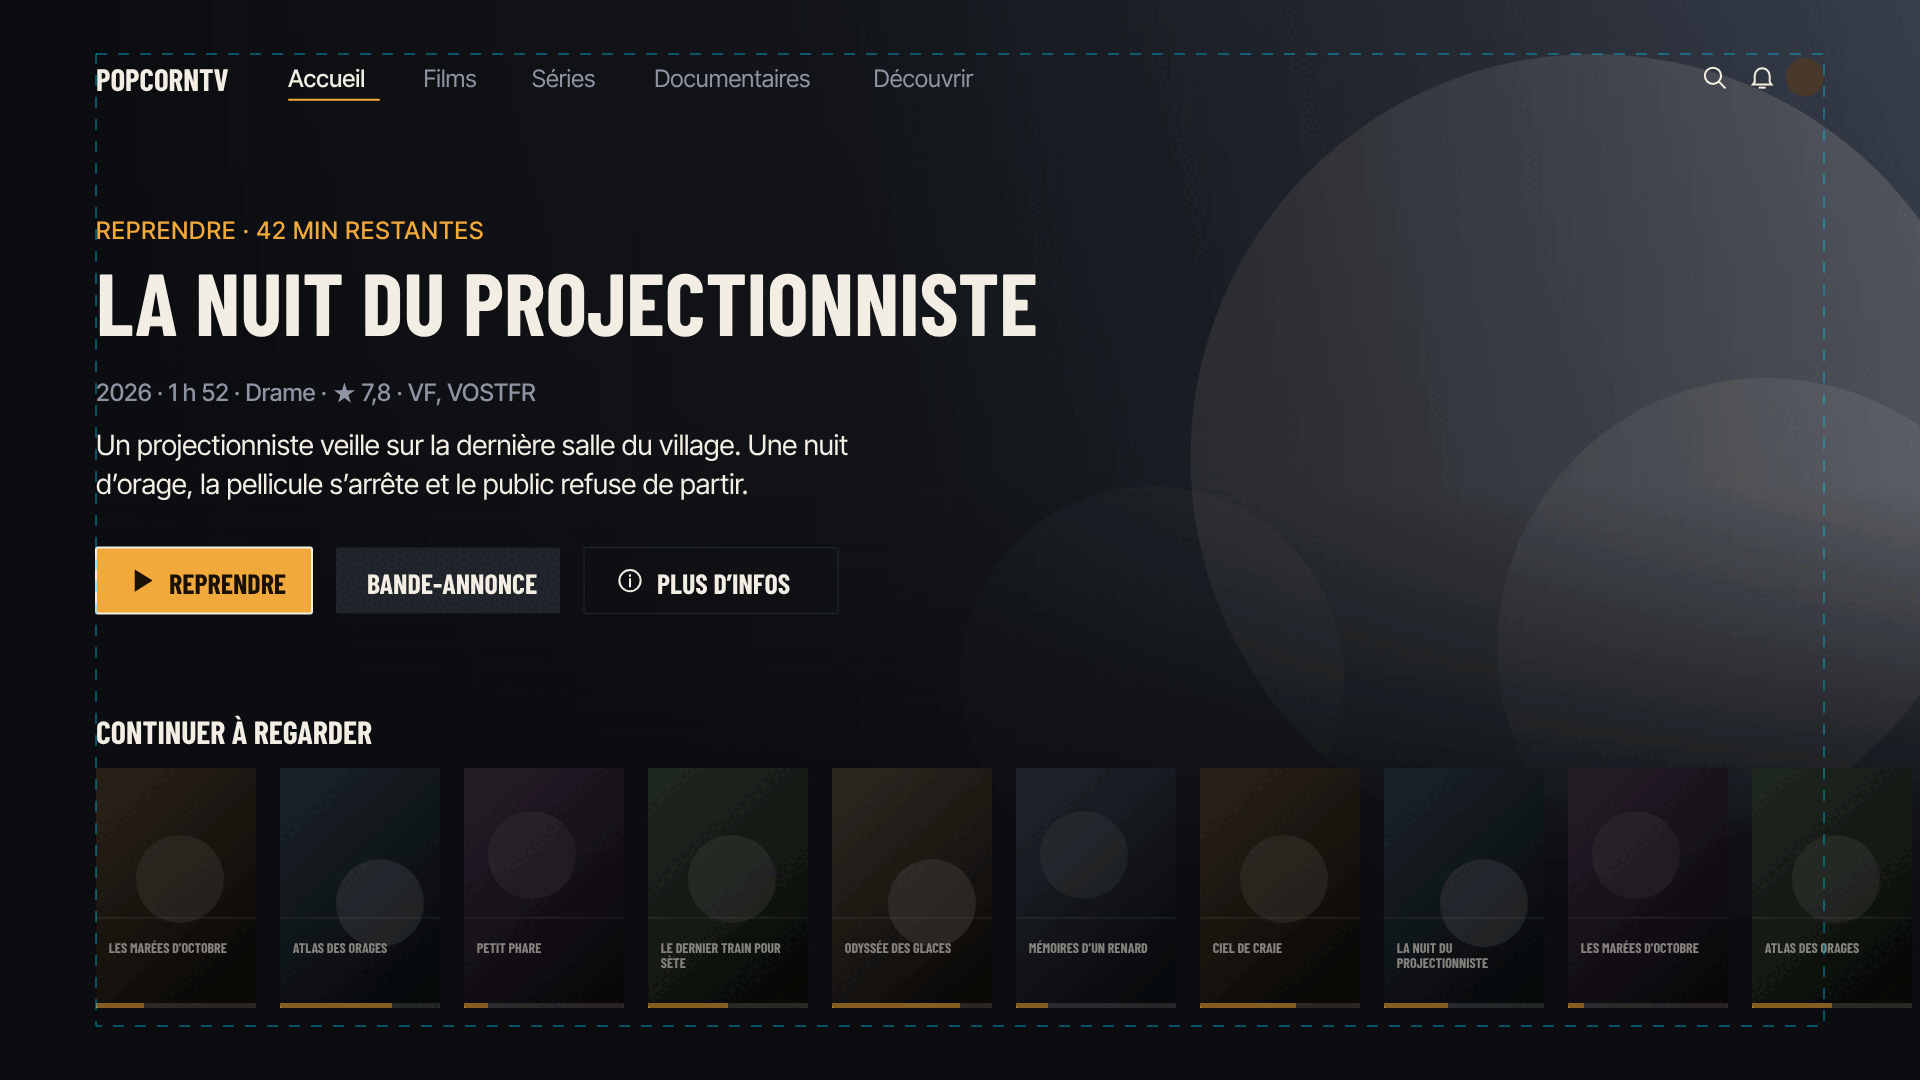 POPCORNTV Accueil Films Séries Documentaires Découvrir
REPRENDRE · 42 MIN RESTANTES
LA NUIT DU PROJECTIONNISTE
2026 · 1 h 52 · Drame · ★ 7,8 · VF, VOSTFR
Un projectionniste veille sur la dernière salle du village. Une nuit
d’orage, la pellicule s’arrête et le public refuse de partir.
REPRENDRE BANDE-ANNONCE PLUS D’INFOS
CONTINUER À REGARDER
LES MARÉES D’OCTOBRE
ATLAS DES ORAGES
PETIT PHARE
LE DERNIER TRAIN POUR
SÈTE
ODYSSÉE DES GLACES
MÉMOIRES D’UN RENARD
CIEL DE CRAIE
LA NUIT DU
PROJECTIONNISTE
LES MARÉES D’OCTOBRE
ATLAS DES ORAGES